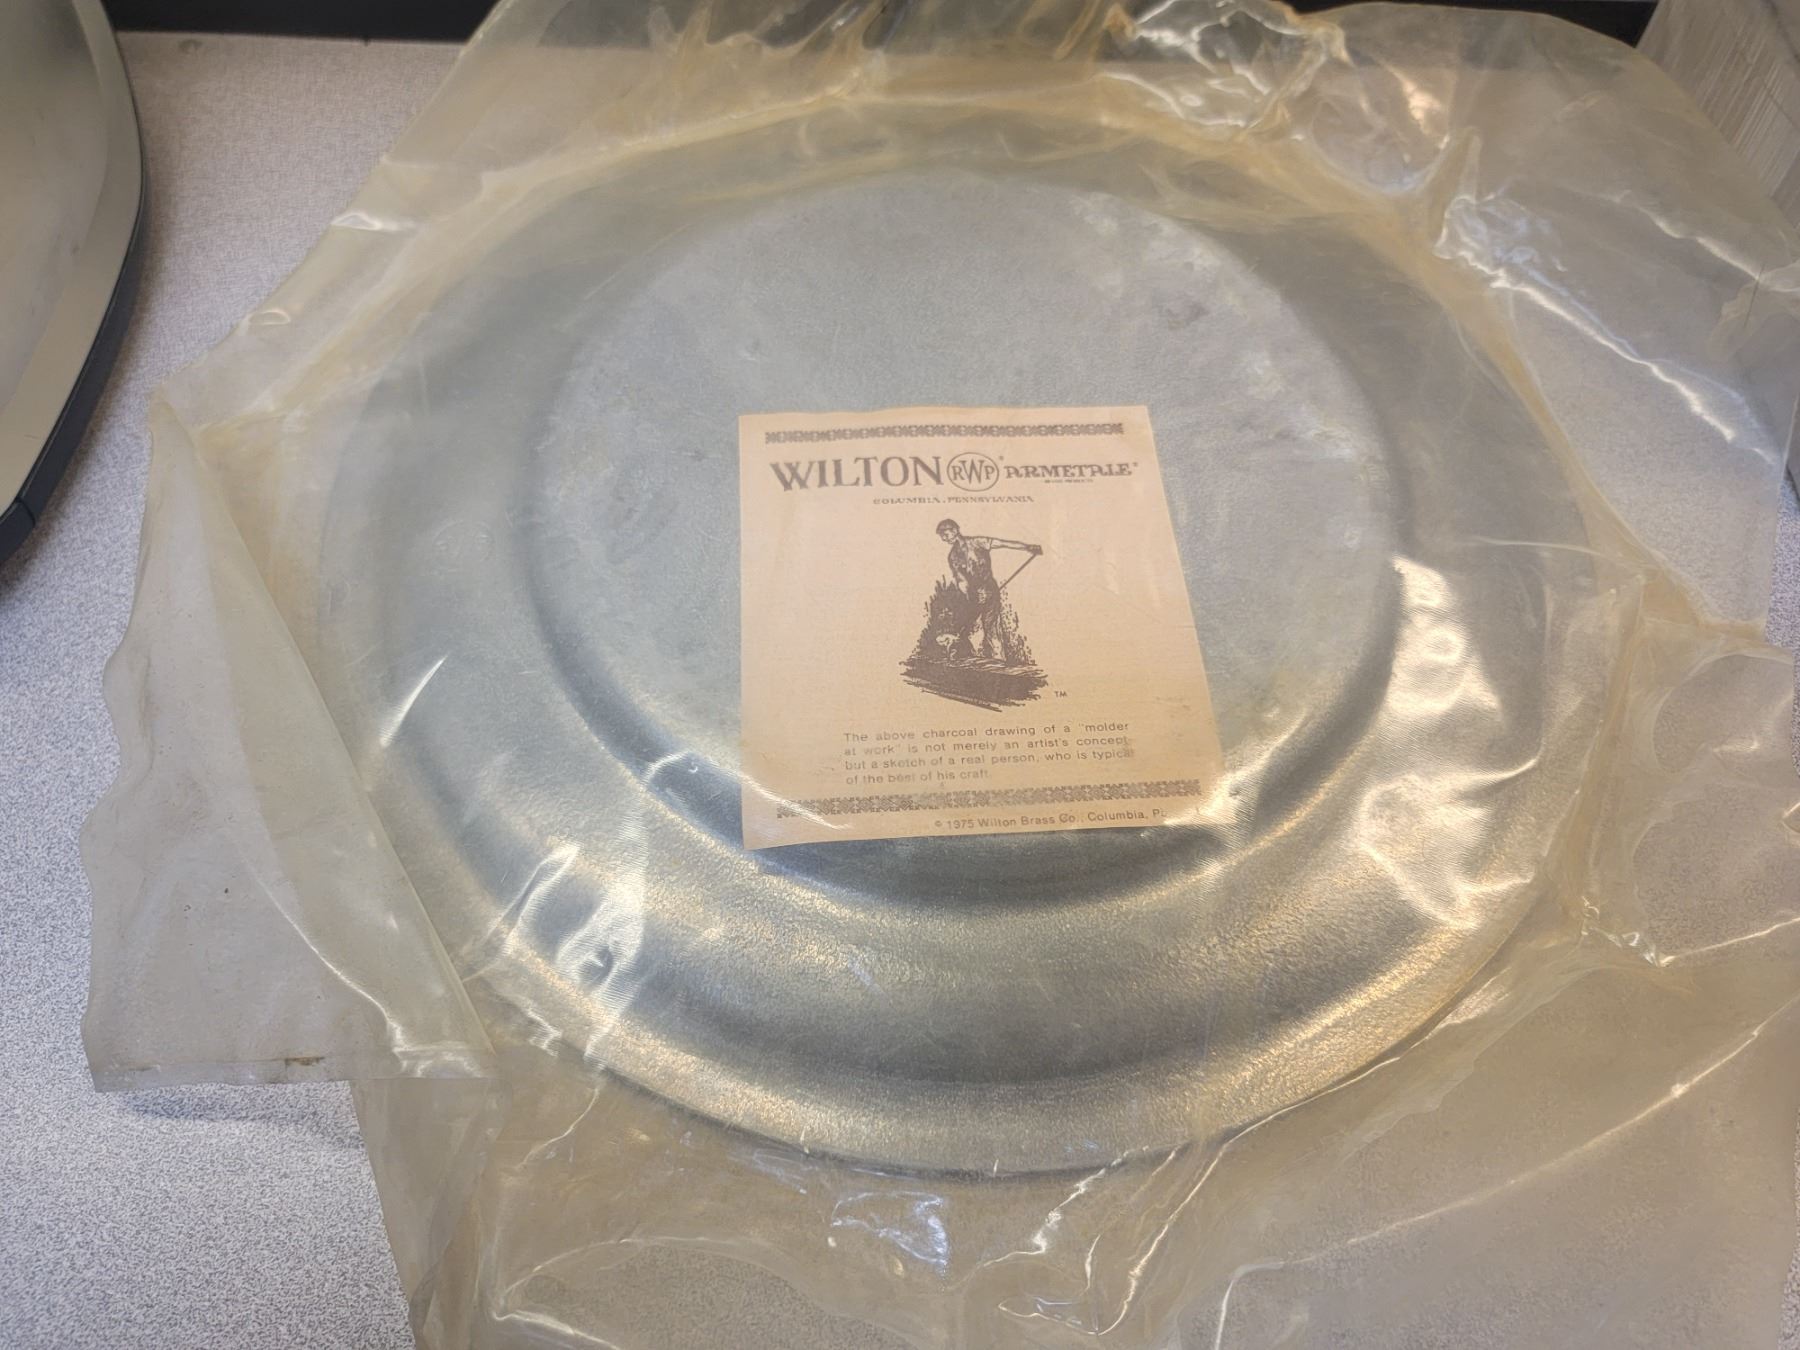 WILTON RWP® ARMETALE®
COLUMBIA, PENNSYLVANIA
TM
The above charcoal drawing of a "molder
at work" is not merely an artist's concept
but a sketch of a real person, who is typical
of the best of his craft.
© 1975 Wilton Brass Co., Columbia, Pa.